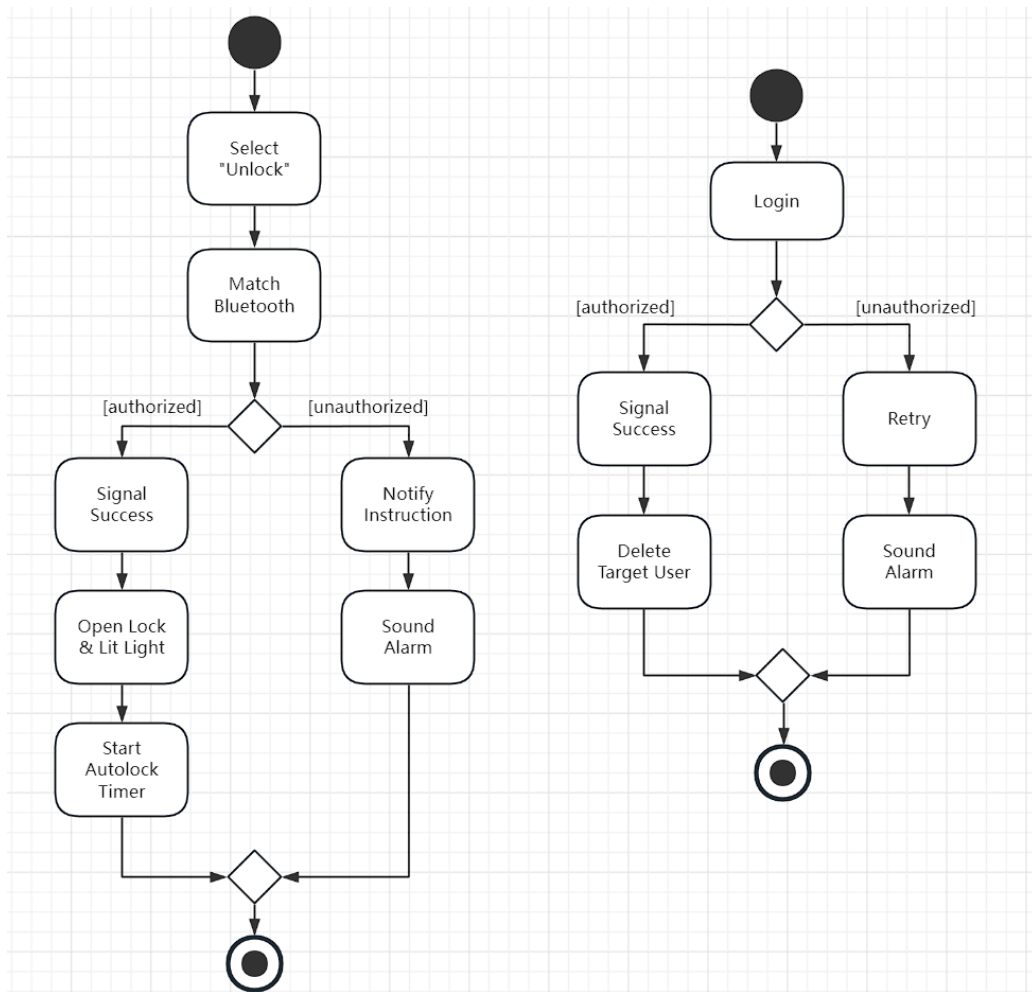 Select
"Unlock"
Match
Bluetooth
[authorized]
[unauthorized]
Signal
Success
Notify
Instruction
Open Lock
& Lit Light
Sound
Alarm
Start
Autolock
Timer
Login
[authorized]
[unauthorized]
Signal
Success
Retry
Delete
Target User
Sound
Alarm